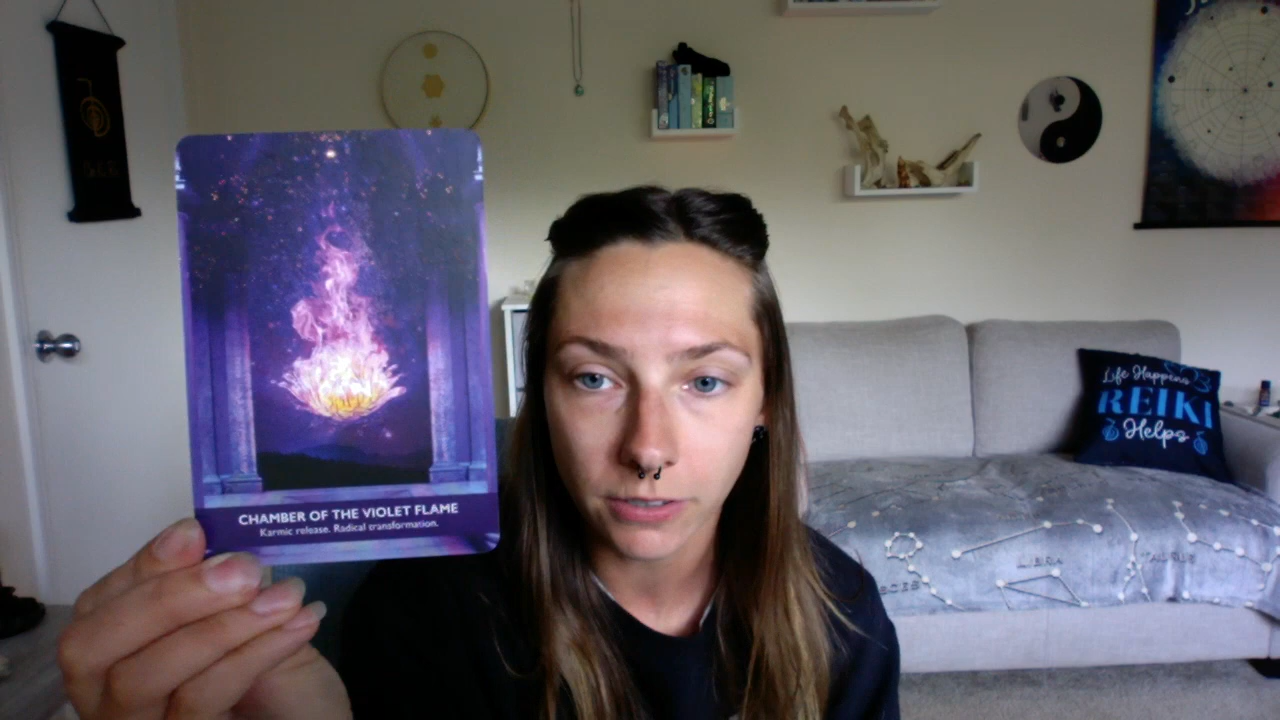 CHAMBER OF THE VIOLET FLAME
Karmic release. Radical transformation.
Life Happens
REIKI
Helps
LIBRA
TAURUS